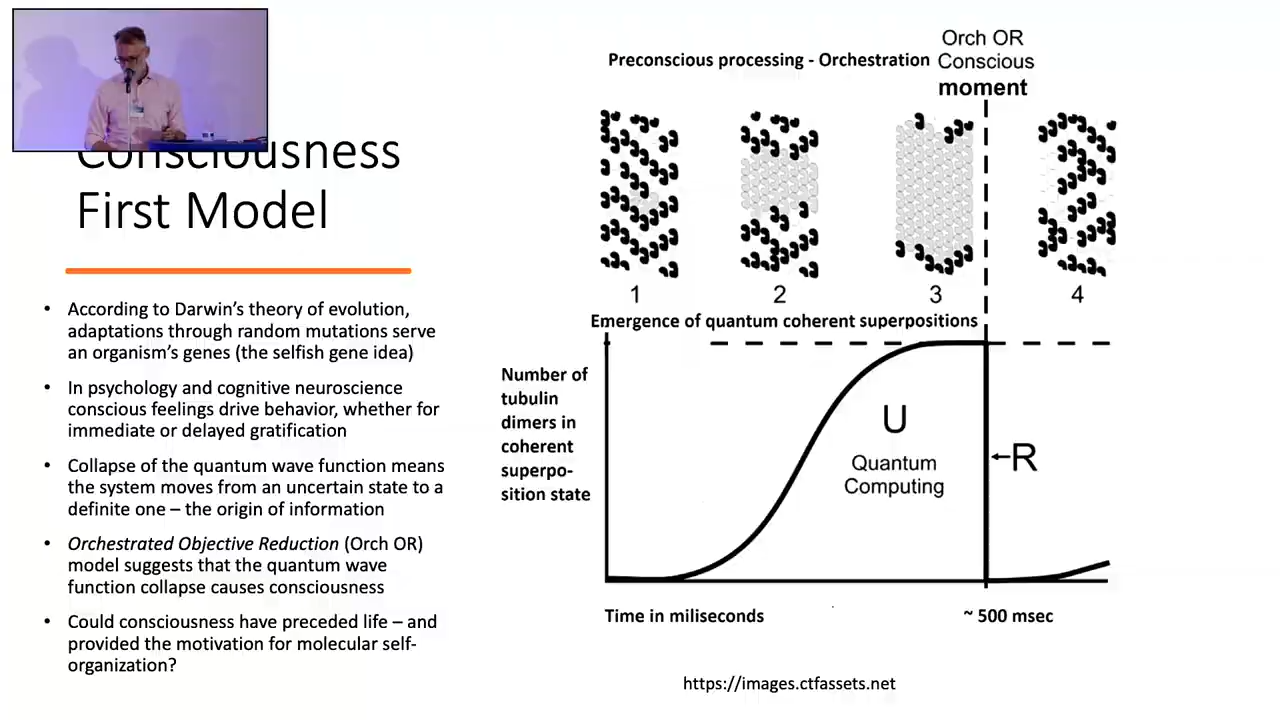 Consciousness
First Model
• According to Darwin's theory of evolution,
adaptations through random mutations serve
an organism's genes (the selfish gene idea)
• In psychology and cognitive neuroscience
conscious feelings drive behavior, whether for
immediate or delayed gratification
• Collapse of the quantum wave function means
the system moves from an uncertain state to a
definite one – the origin of information
• Orchestrated Objective Reduction (Orch OR)
model suggests that the quantum wave
function collapse causes consciousness
• Could consciousness have preceded life – and
provided the motivation for molecular self-
organization?
Preconscious processing - Orchestration
Orch OR
Conscious
moment
1 2 3 4
Emergence of quantum coherent superpositions
Number of
tubulin
dimers in
coherent
superpo-
sition state
U
Quantum
Computing
←R
Time in miliseconds
~ 500 msec
https://images.ctfassets.net